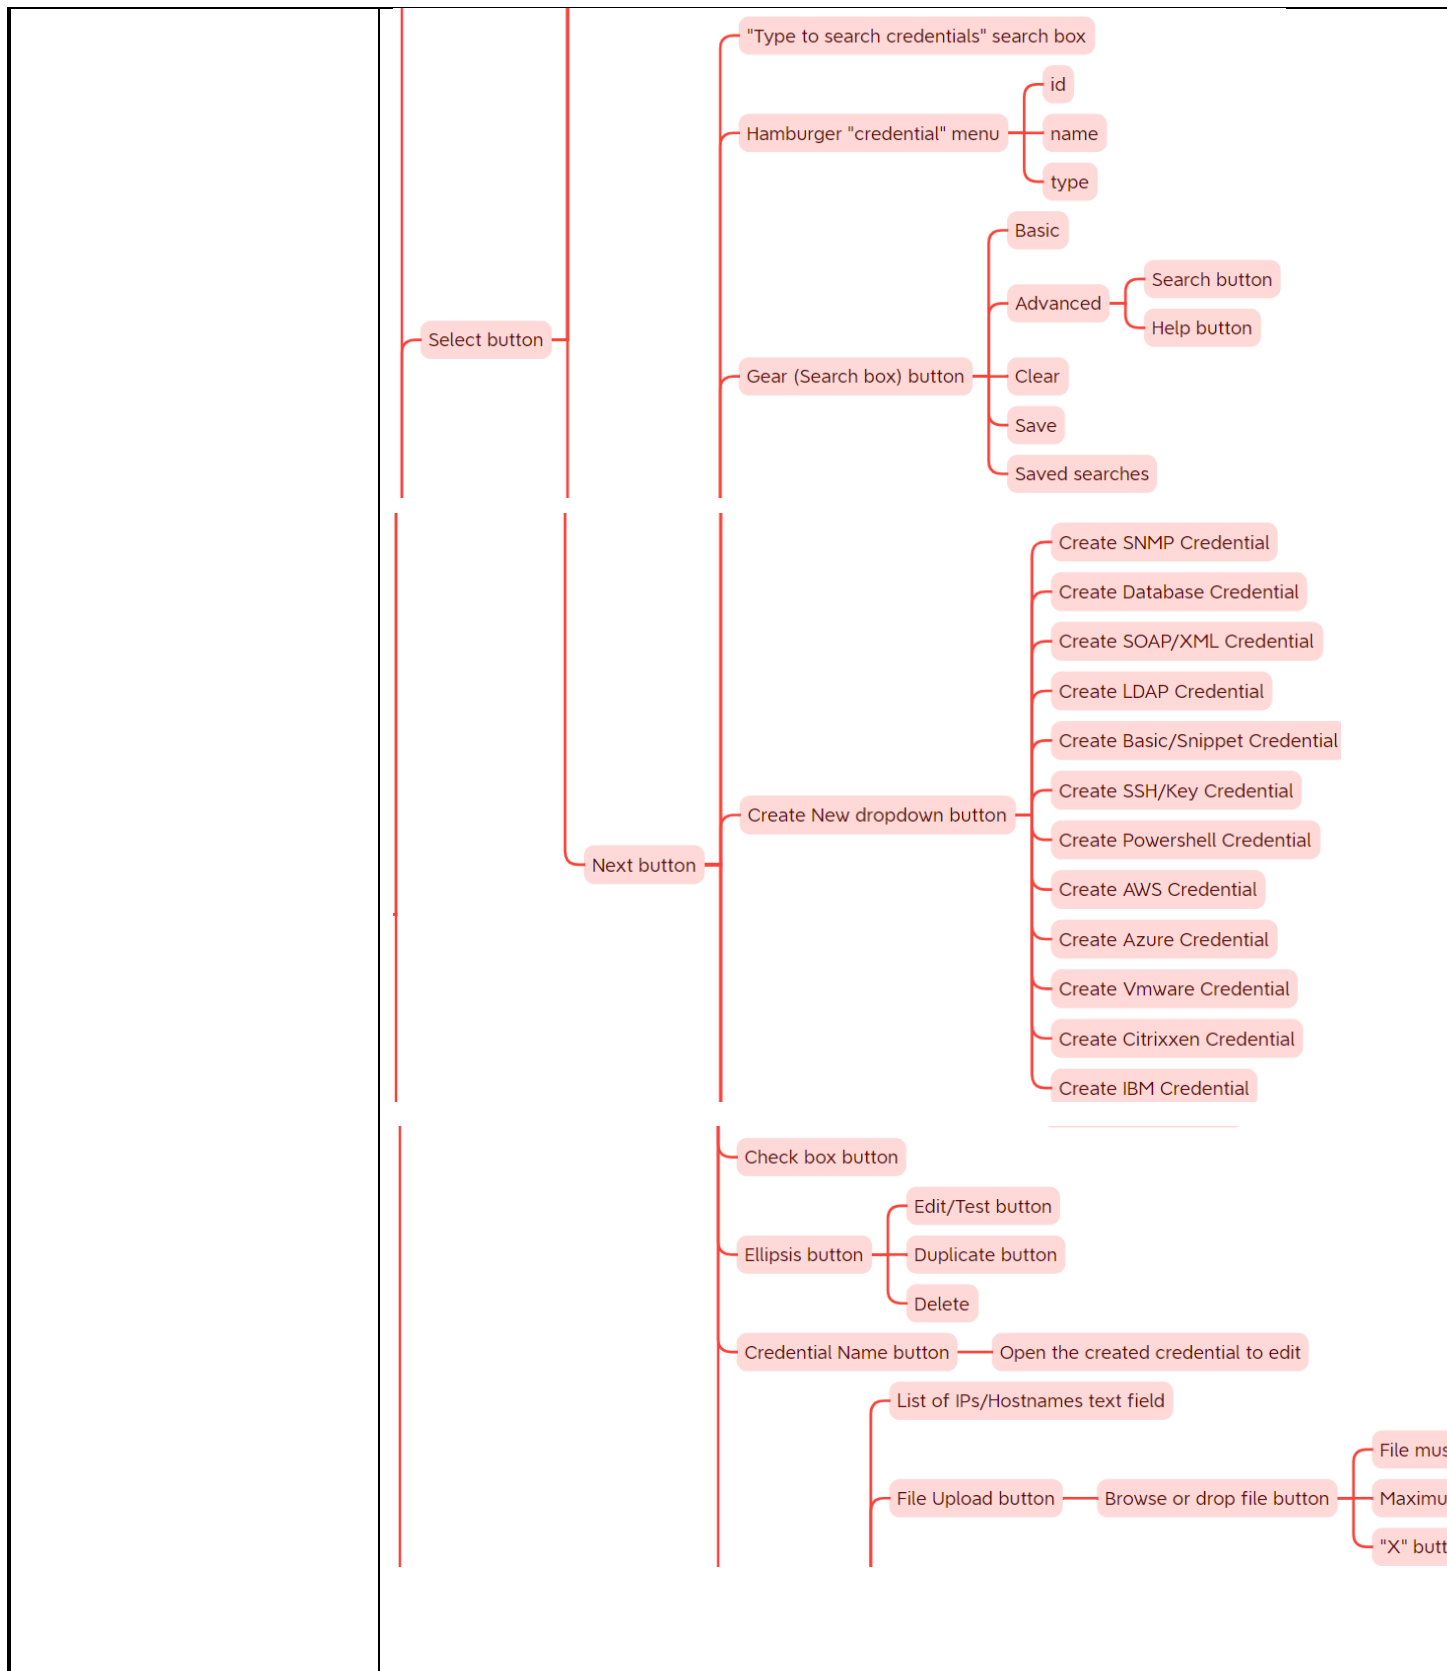 "Type to search credentials" search box
id
Hamburger "credential" menu
name
type
Basic
Search button
Advanced
Help button
Select button
Gear (Search box) button
Clear
Save
Saved searches
Create SNMP Credential
Create Database Credential
Create SOAP/XML Credential
Create LDAP Credential
Create Basic/Snippet Credential
Create SSH/Key Credential
Create New dropdown button
Create Powershell Credential
Next button
Create AWS Credential
Create Azure Credential
Create Vmware Credential
Create Citrixxen Credential
Create IBM Credential
Check box button
Edit/Test button
Ellipsis button
Duplicate button
Delete
Credential Name button
Open the created credential to edit
List of IPs/Hostnames text field
File
File Upload button
Browse or drop file button
"X"